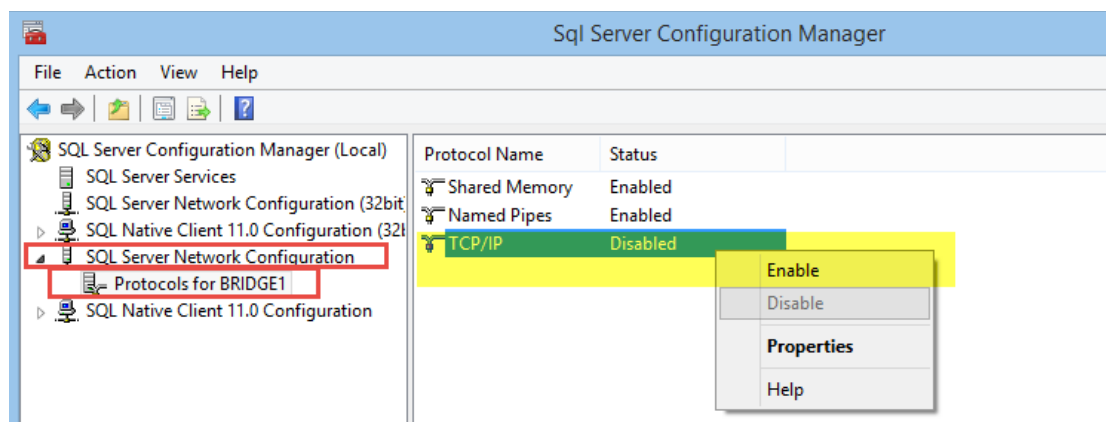 Sql Server Configuration Manager
File Action View Help
SQL Server Configuration Manager (Local)
SQL Server Services
SQL Server Network Configuration (32bit
SQL Native Client 11.0 Configuration (32b
SQL Server Network Configuration
Protocols for BRIDGE1
SQL Native Client 11.0 Configuration
Protocol Name Status
Shared Memory Enabled
Named Pipes Enabled
TCP/IP Disabled
Enable
Disable
Properties
Help